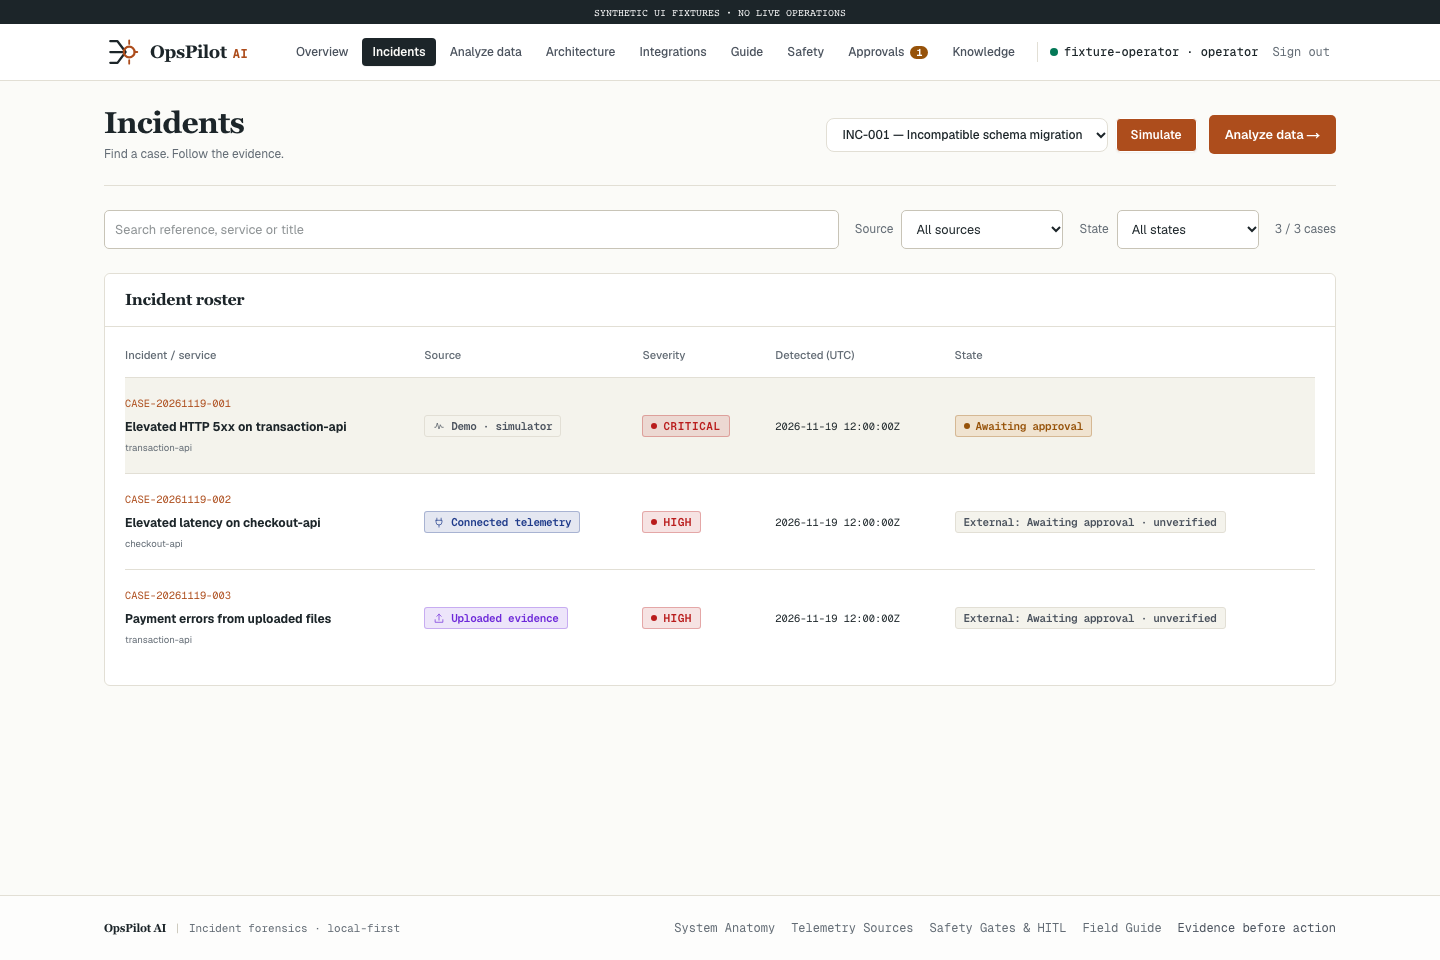 SYNTHETIC UI FIXTURES · NO LIVE OPERATIONS
OpsPilot AI
Overview
Incidents
Analyze data
Architecture
Integrations
Guide
Safety
Approvals 1
Knowledge
fixture-operator · operator
Sign out
Incidents
Find a case. Follow the evidence.
INC-001 — Incompatible schema migration
Simulate
Analyze data →
Search reference, service or title
Source
All sources
State
All states
3 / 3 cases
Incident roster
Incident / service
Source
Severity
Detected (UTC)
State
CASE-20261119-001
Elevated HTTP 5xx on transaction-api
transaction-api
Demo · simulator
CRITICAL
2026-11-19 12:00:00Z
Awaiting approval
CASE-20261119-002
Elevated latency on checkout-api
checkout-api
Connected telemetry
HIGH
2026-11-19 12:00:00Z
External: Awaiting approval · unverified
CASE-20261119-003
Payment errors from uploaded files
transaction-api
Uploaded evidence
HIGH
2026-11-19 12:00:00Z
External: Awaiting approval · unverified
OpsPilot AI
Incident forensics · local-first
System Anatomy
Telemetry Sources
Safety Gates & HITL
Field Guide
Evidence before action